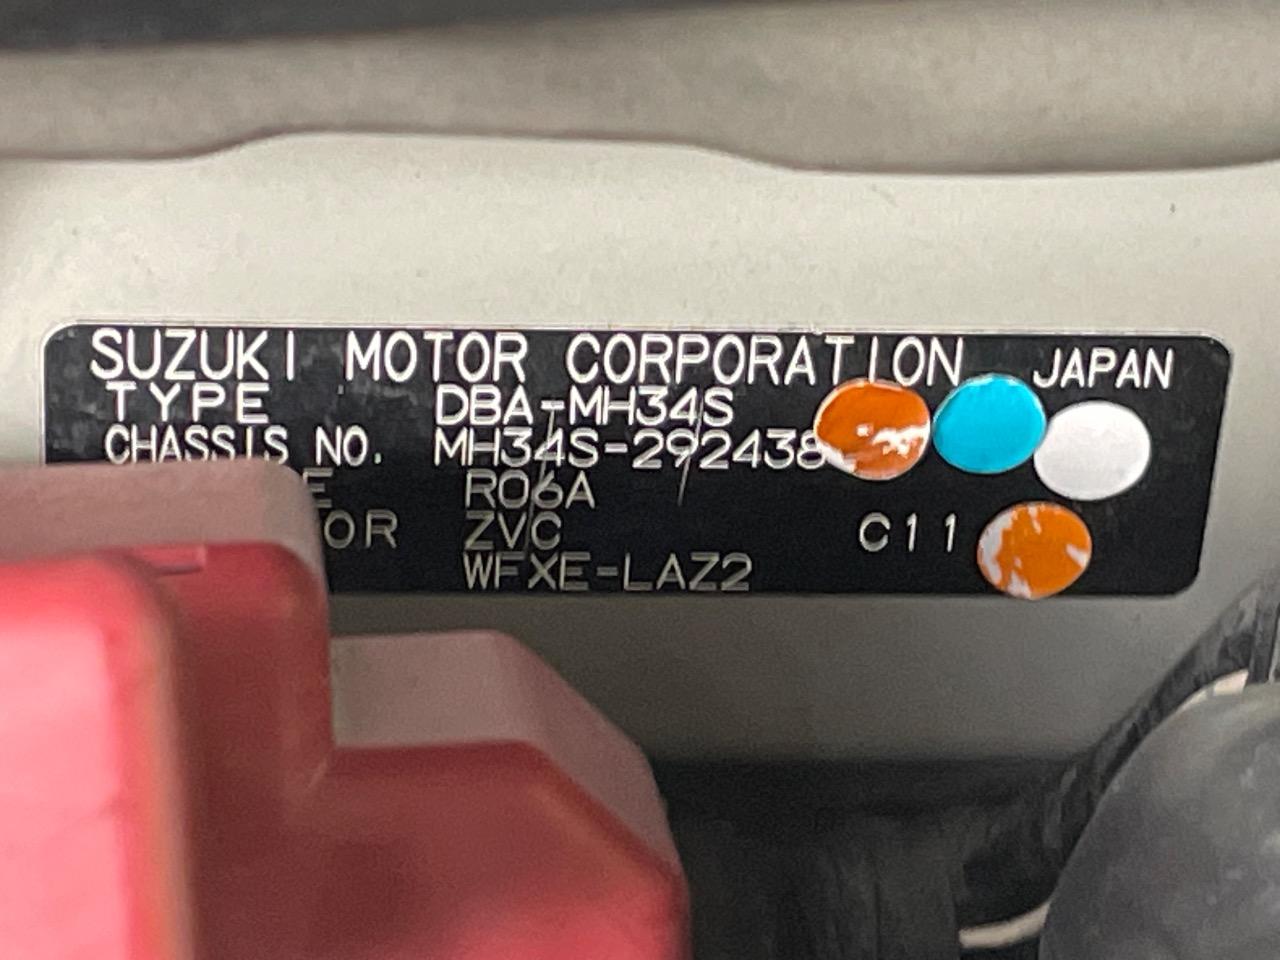 SUZUKI MOTOR CORPORATION JAPAN
TYPE DBA-MH34S
CHASSIS NO. MH34S-292438
E R06A
OR ZVC C11
WFXE-LAZ2